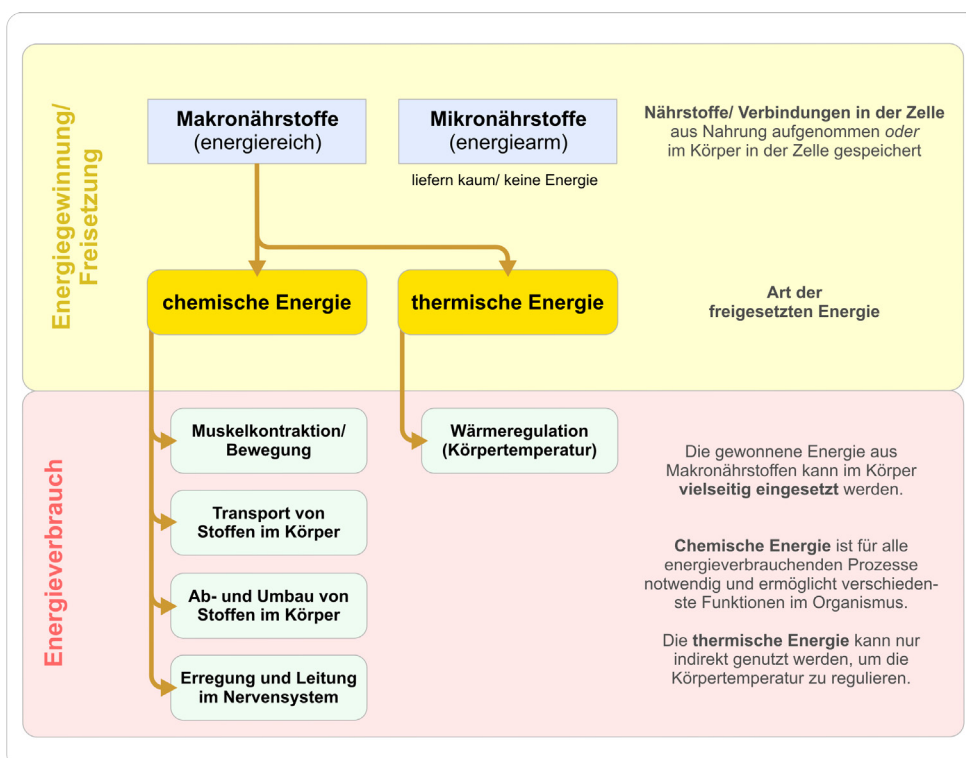 Energiegewinnung/
Freisetzung
Makronährstoffe
(energiereich)
Mikronährstoffe
(energiearm)
liefern kaum/ keine Energie
Nährstoffe/ Verbindungen in der Zelle
aus Nahrung aufgenommen oder
im Körper in der Zelle gespeichert
chemische Energie
thermische Energie
Art der
freigesetzten Energie
Energieverbrauch
Muskelkontraktion/
Bewegung
Transport von
Stoffen im Körper
Ab- und Umbau von
Stoffen im Körper
Erregung und Leitung
im Nervensystem
Wärmeregulation
(Körpertemperatur)
Die gewonnene Energie aus
Makronährstoffen kann im Körper
vielseitig eingesetzt werden.
Chemische Energie ist für alle
energieverbrauchenden Prozesse
notwendig und ermöglicht verschieden-
ste Funktionen im Organismus.
Die thermische Energie kann nur
indirekt genutzt werden, um die
Körpertemperatur zu regulieren.